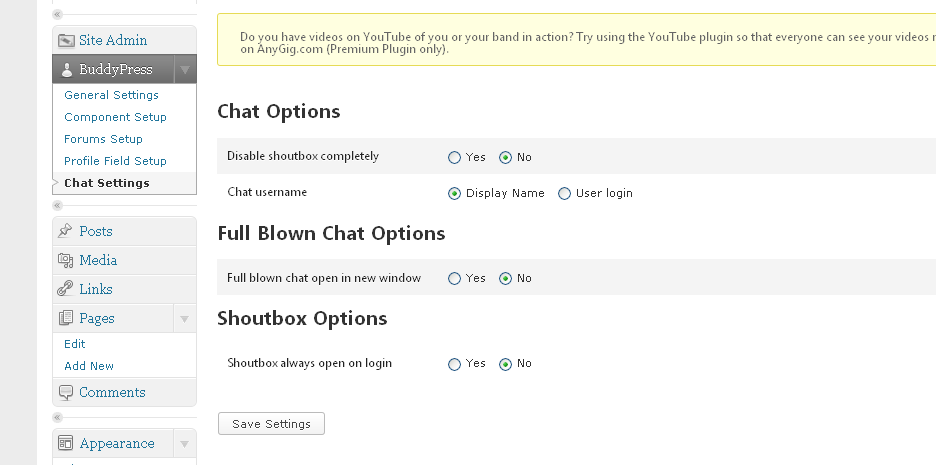 Site Admin
BuddyPress
General Settings
Component Setup
Forums Setup
Profile Field Setup
Chat Settings
Posts
Media
Links
Pages
Edit
Add New
Comments
Appearance
Do you have videos on YouTube of you or your band in action? Try using the YouTube plugin so that everyone can see your videos
on AnyGig.com (Premium Plugin only).
Chat Options
Disable shoutbox completely Yes No
Chat username Display Name User login
Full Blown Chat Options
Full blown chat open in new window Yes No
Shoutbox Options
Shoutbox always open on login Yes No
Save Settings